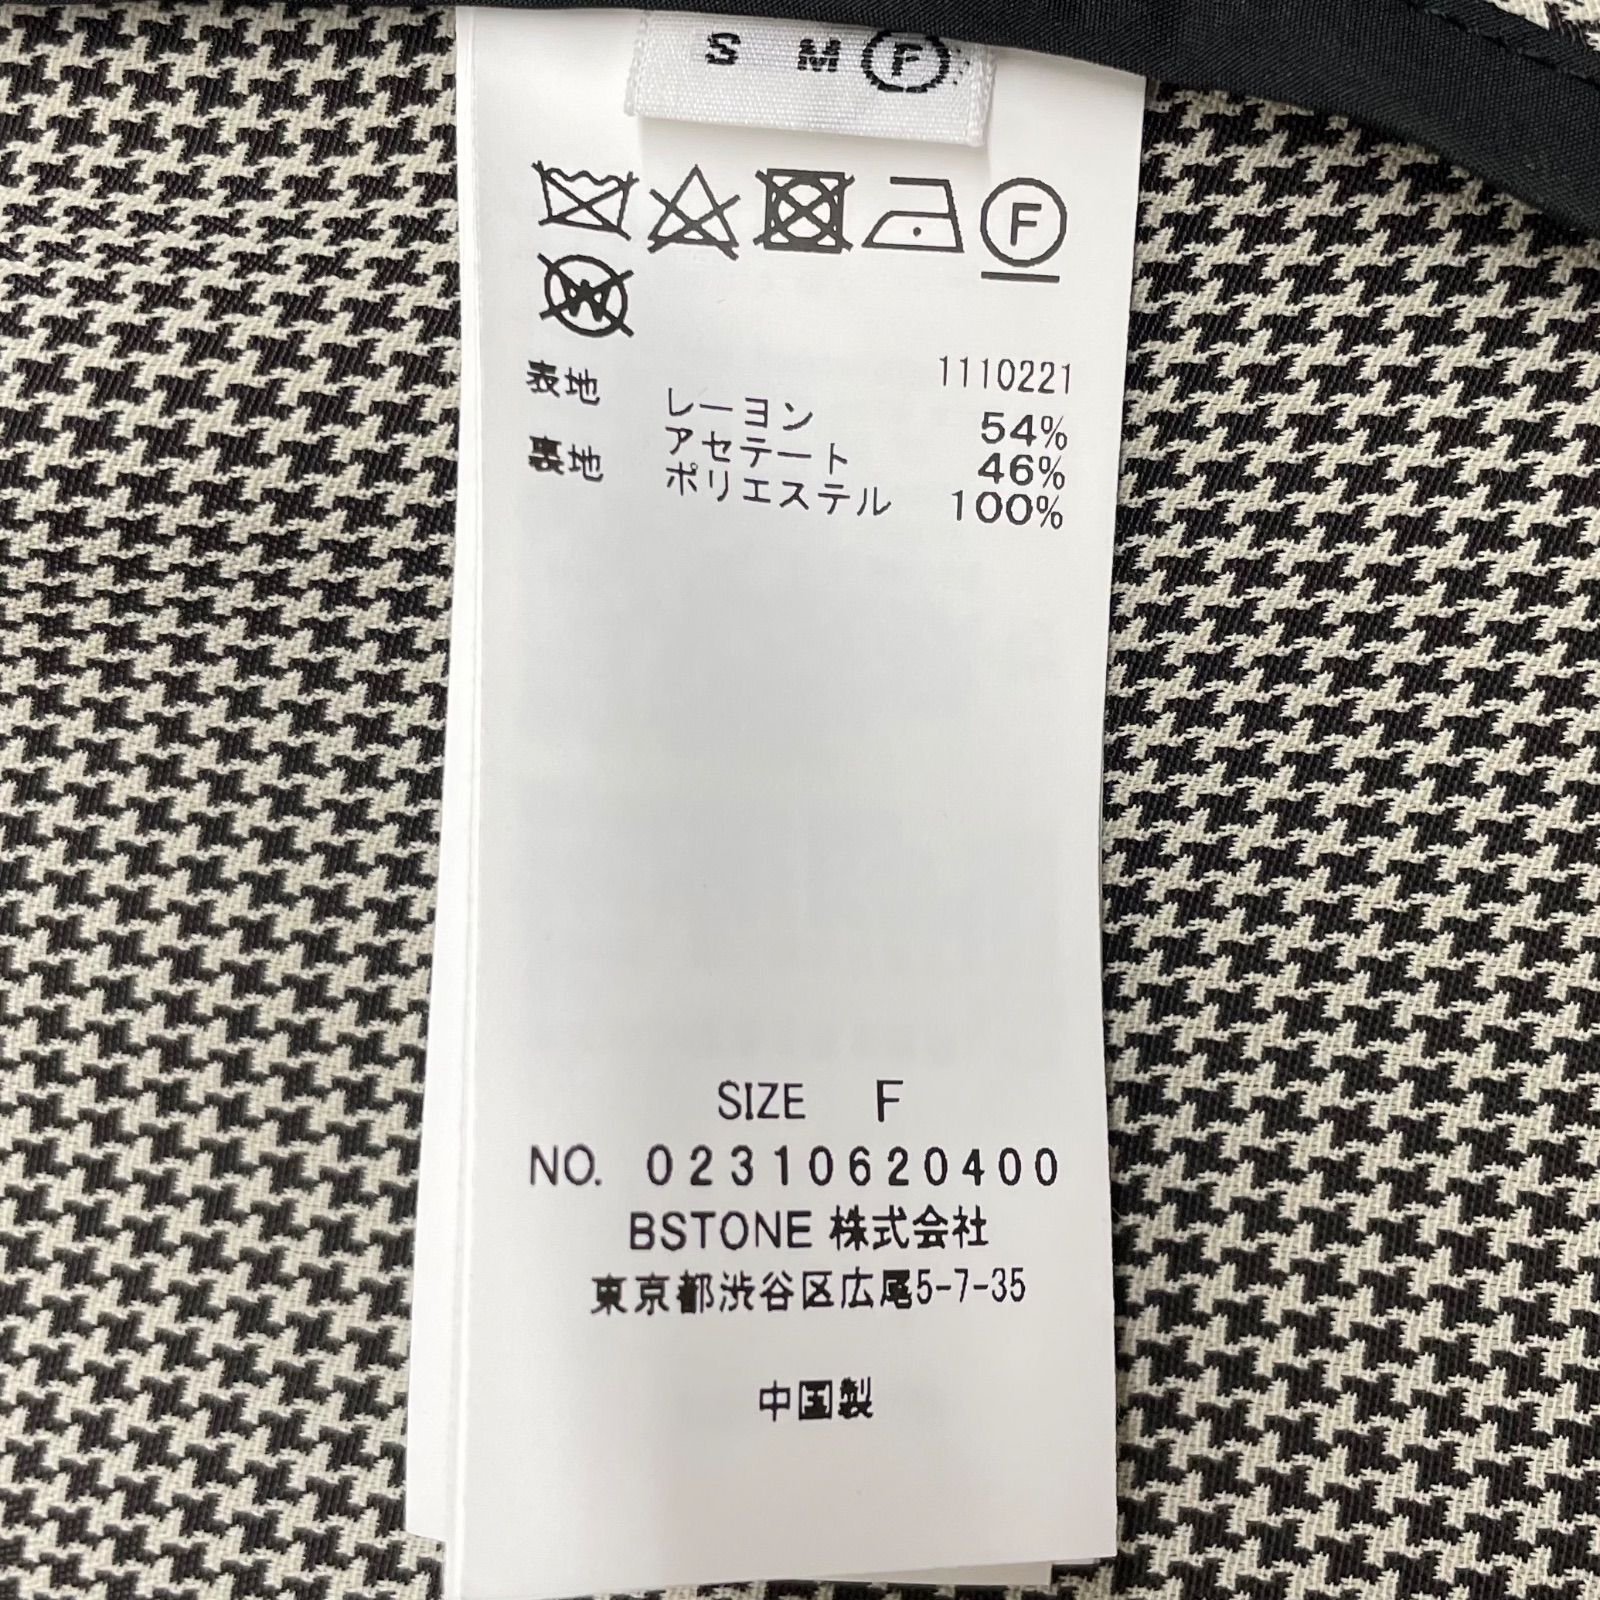 S M F
F
W
1110221
表地 レーヨン 54%
アセテート 46%
裏地 ポリエステル 100%
SIZE F
NO. 02310620400
BSTONE 株式会社
東京都渋谷区広尾5-7-35
中国製